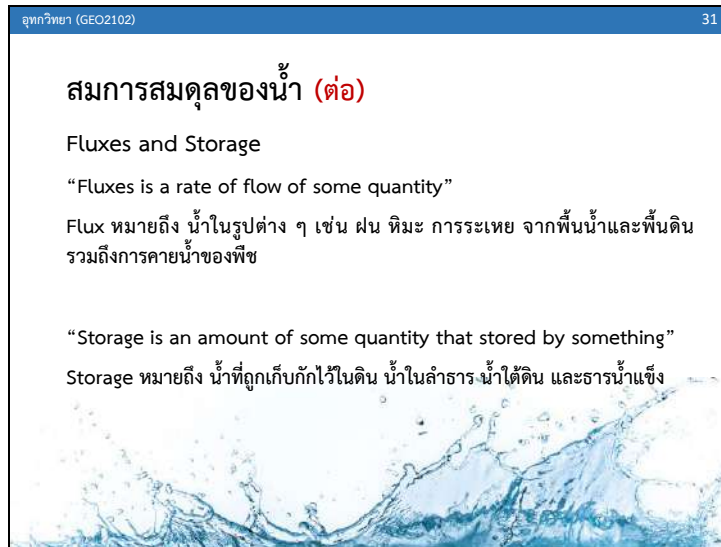 อุทกวิทยา (GEO2102)
31
สมการสมดุลของน้ำ (ต่อ)
Fluxes and Storage
“Fluxes is a rate of flow of some quantity”
Flux หมายถึง น้ำในรูปต่าง ๆ เช่น ฝน หิมะ การระเหย จากพื้นน้ำและพื้นดิน
รวมถึงการคายน้ำของพืช
“Storage is an amount of some quantity that stored by something”
Storage หมายถึง น้ำที่ถูกเก็บกักไว้ในดิน น้ำในลำธาร น้ำใต้ดิน และธารน้ำแข็ง